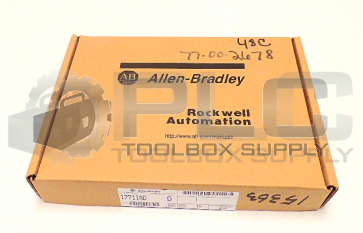 48C
77-00-2678
AB
Allen-Bradley
Rockwell
Automation
PLC
TOOLBOX SUPPLY
1771IAD
15363